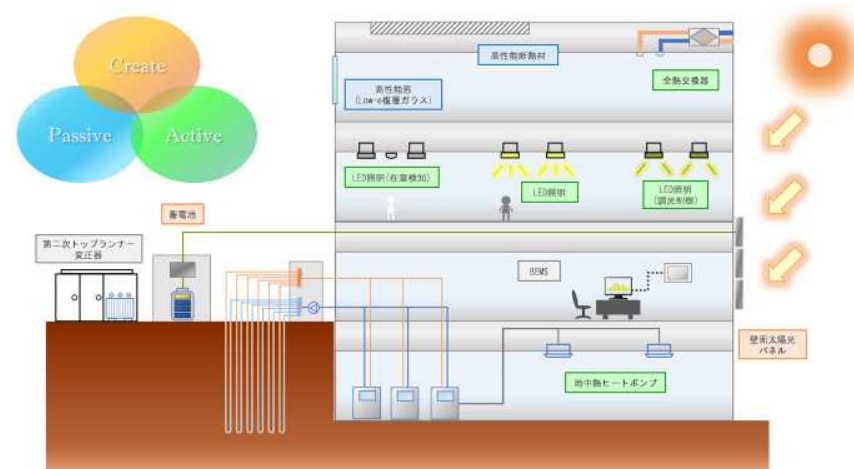 Create
Passive
Active
高性能断熱材
全熱交換器
高性能窓
(Low-e複層ガラス)
LED照明(在室検知)
LED照明
LED照明
(調光制御)
蓄電池
第二次トップランナー
変圧器
BEMS
壁面太陽光
パネル
地中熱ヒートポンプ